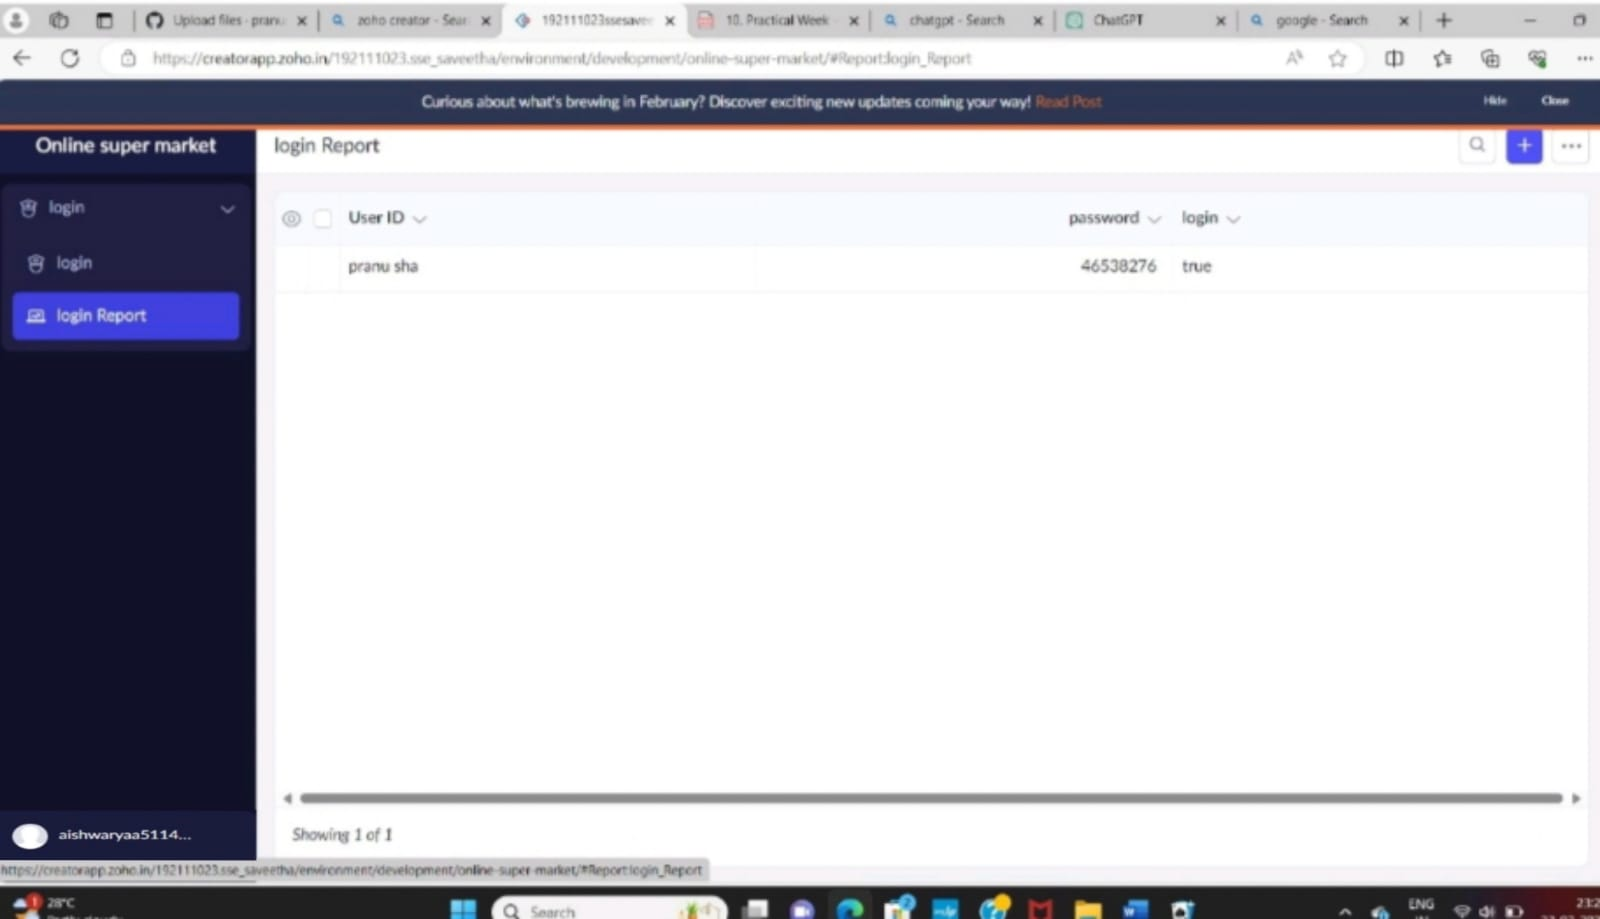 Upload files · pranu
zoho creator - Sear
192111023ssesavee
10. Practical Week
chatgpt - Search
ChatGPT
google - Search
https://creatorapp.zoho.in/192111023.sse_saveetha/environment/development/online-super-market/#Report:login_Report
Curious about what's brewing in February? Discover exciting new updates coming your way! Read Post
Hide
Close
Online super market
login Report
login
User ID
password
login
login
pranu sha
46538276
true
login Report
Showing 1 of 1
aishwaryaa5114...
https://creatorapp.zoho.in/192111023.sse_saveetha/environment/development/online-super-market/#Report:login_Report
28°C
Search
ENG